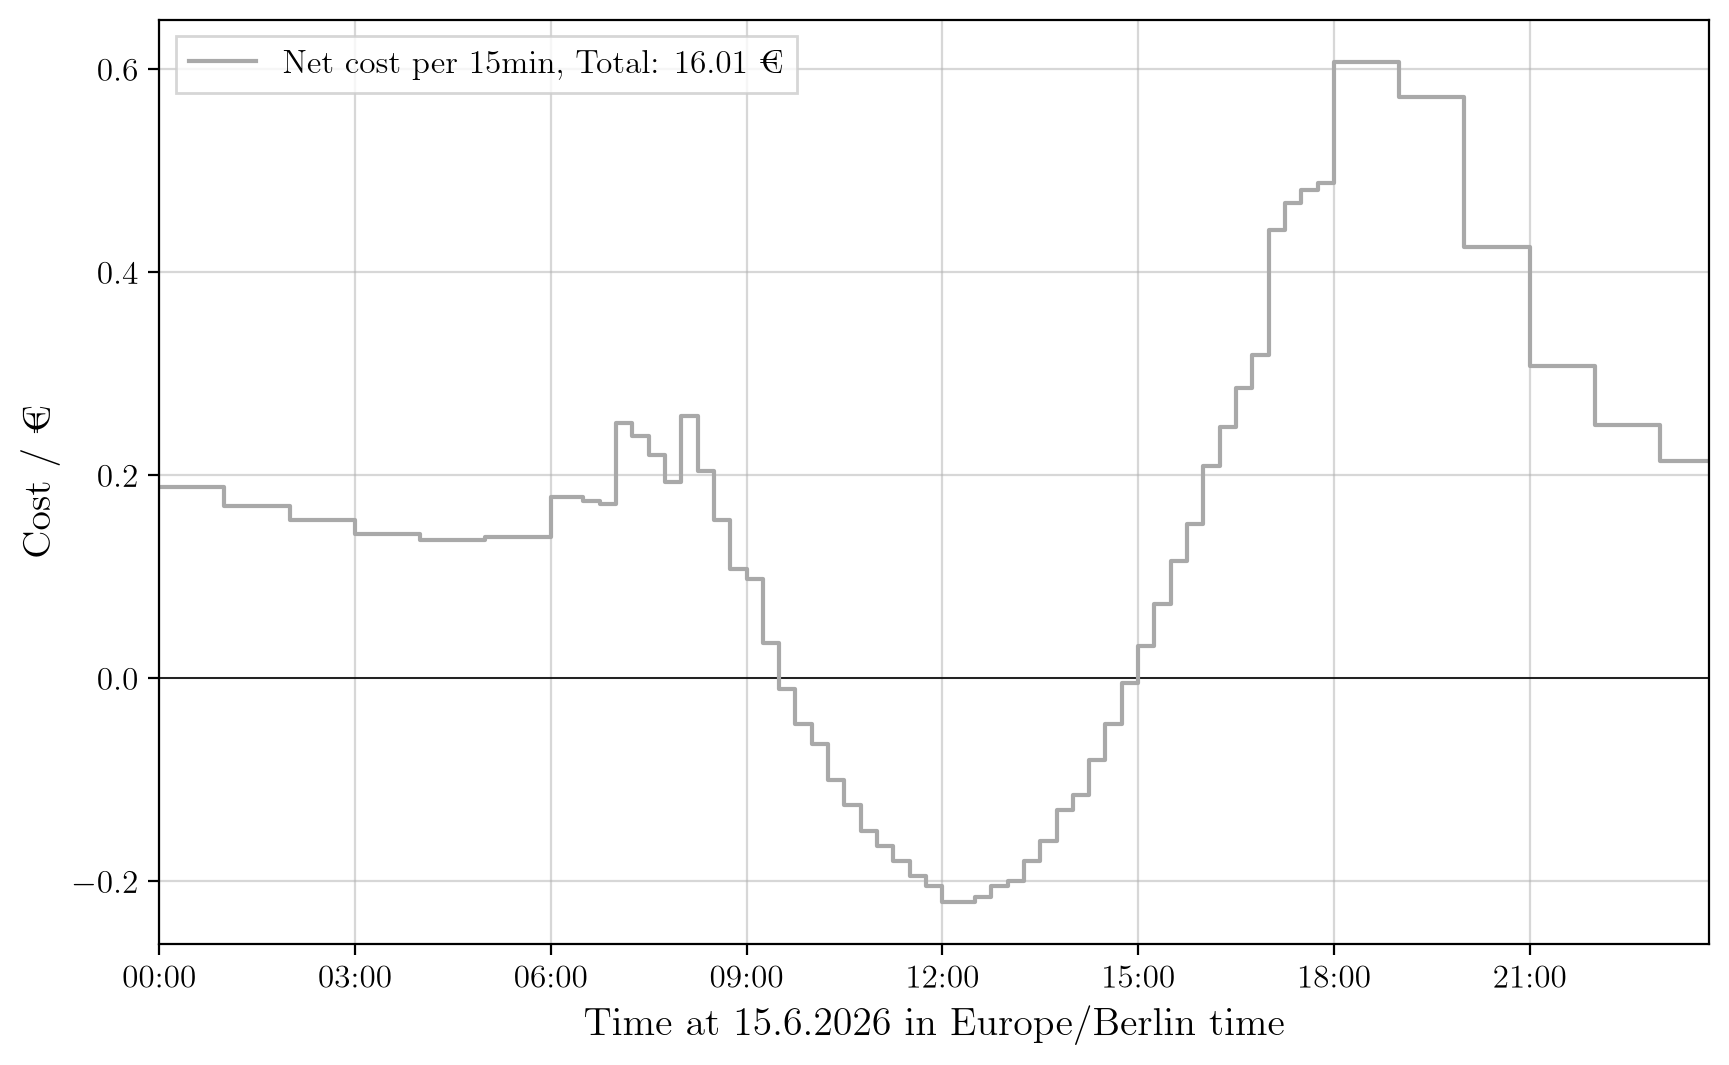 Net cost per 15min, Total: 16.01 €
0.6
0.4
0.2
0.0
−0.2
Cost / €
00:00 03:00 06:00 09:00 12:00 15:00 18:00 21:00
Time at 15.6.2026 in Europe/Berlin time